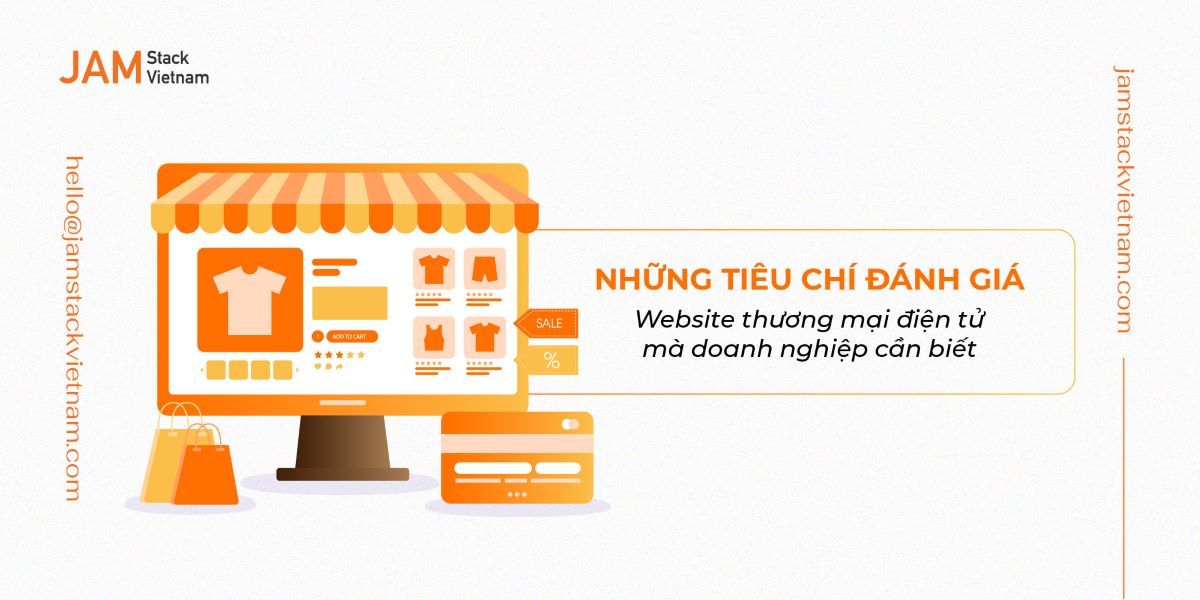 JAM Stack
Vietnam
hello@jamstackvietnam.com
jamstackvietnam.com
NHỮNG TIÊU CHÍ ĐÁNH GIÁ
Website thương mại điện tử
mà doanh nghiệp cần biết
1 ADD TO CART
SALE
%